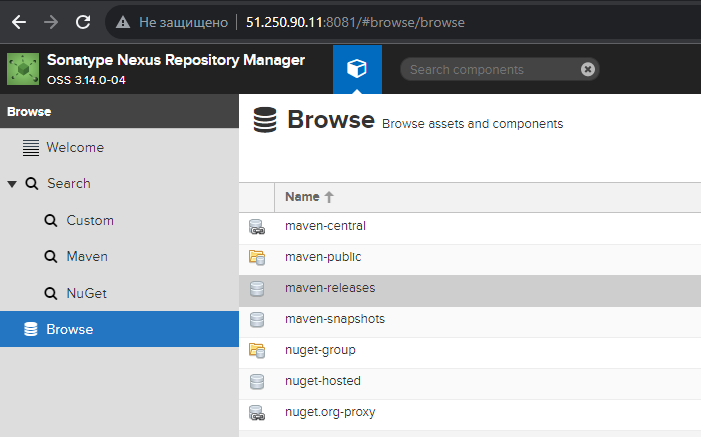 Не защищено 51.250.90.11:8081/#browse/browse
Sonatype Nexus Repository Manager
OSS 3.14.0-04
Search components
Browse
Browse Browse assets and components
Welcome
Search
Custom
Maven
NuGet
Browse
Name
maven-central
maven-public
maven-releases
maven-snapshots
nuget-group
nuget-hosted
nuget.org-proxy